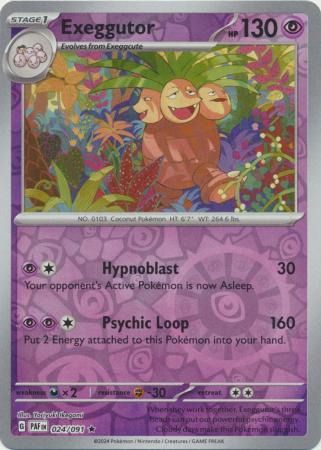 STAGE 1
Exeggutor
HP 130
Evolves from Exeggcute
NO. 0103 Coconut Pokémon HT: 6'7" WT: 264.6 lbs
Hypnoblast 30
Your opponent's Active Pokémon is now Asleep.
Psychic Loop 160
Put 2 Energy attached to this Pokémon into your hand.
weakness ×2 resistance -30 retreat
Illus. Toriyuki Ikegami
G PAF EN 024/091
When they work together, Exeggutor's three
heads can exert powerful psychic energy.
Cloudy days make this Pokémon sluggish.
©2024 Pokémon / Nintendo / Creatures / GAME FREAK